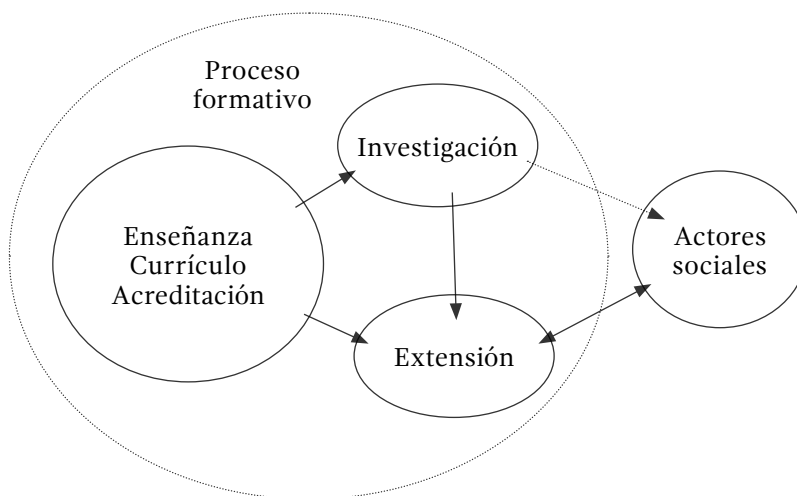 Proceso
formativo
Investigación
Enseñanza
Currículo
Acreditación
Actores
sociales
Extensión